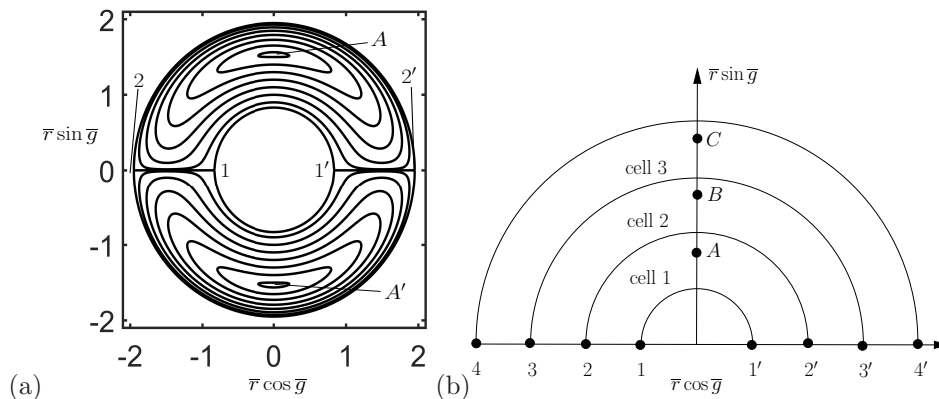 2
1
0
-1
-2
r̅ sin g̅
-2
-1
0
1
2
r̅ cos g̅
2
2′
A
1
1′
A′
(a)
r̅ sin g̅
C
cell 3
B
cell 2
A
cell 1
4
3
2
1
1′
2′
3′
4′
r̅ cos g̅
(b)